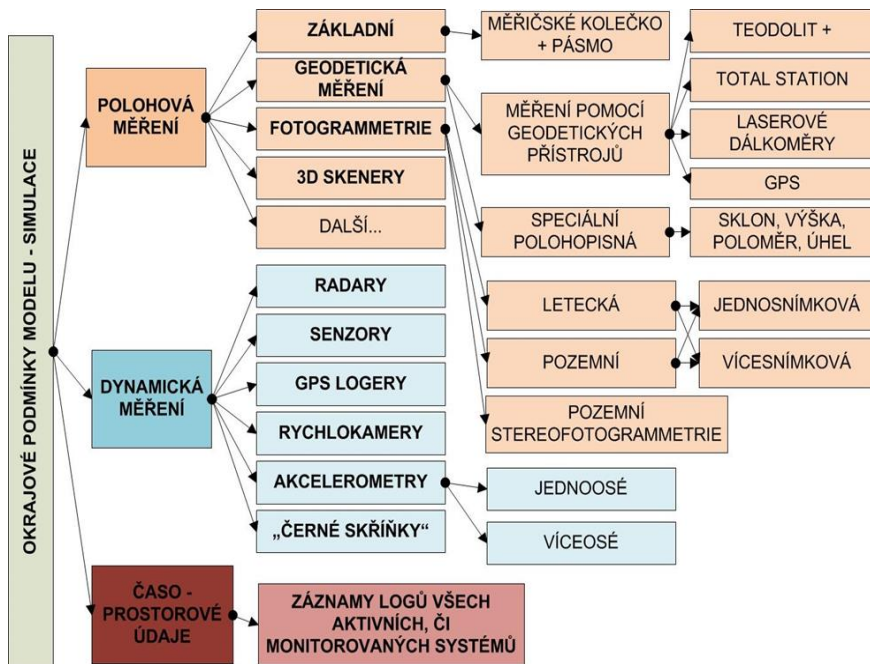 OKRAJOVÉ PODMÍNKY MODELU - SIMULACE
POLOHOVÁ
MĚŘENÍ
ZÁKLADNÍ
GEODETICKÁ
MĚŘENÍ
FOTOGRAMMETRIE
3D SKENERY
DALŠÍ...
MĚŘIČSKÉ KOLEČKO
+ PÁSMO
MĚŘENÍ POMOCÍ
GEODETICKÝCH
PŘÍSTROJŮ
TEODOLIT +
TOTAL STATION
LASEROVÉ
DÁLKOMĚRY
GPS
SPECIÁLNÍ
POLOHOPISNÁ
SKLON, VÝŠKA,
POLOMĚR, ÚHEL
LETECKÁ
POZEMNÍ
JEDNOSNÍMKOVÁ
VÍCESNÍMKOVÁ
POZEMNÍ
STEREOFOTOGRAMMETRIE
DYNAMICKÁ
MĚŘENÍ
RADARY
SENZORY
GPS LOGERY
RYCHLOKAMERY
AKCELEROMETRY
„ČERNÉ SKŘÍŇKY“
JEDNOOSÉ
VÍCEOSÉ
ČASO -
PROSTOROVÉ
ÚDAJE
ZÁZNAMY LOGŮ VŠECH
AKTIVNÍCH, ČI
MONITOROVANÝCH SYSTÉMŮ